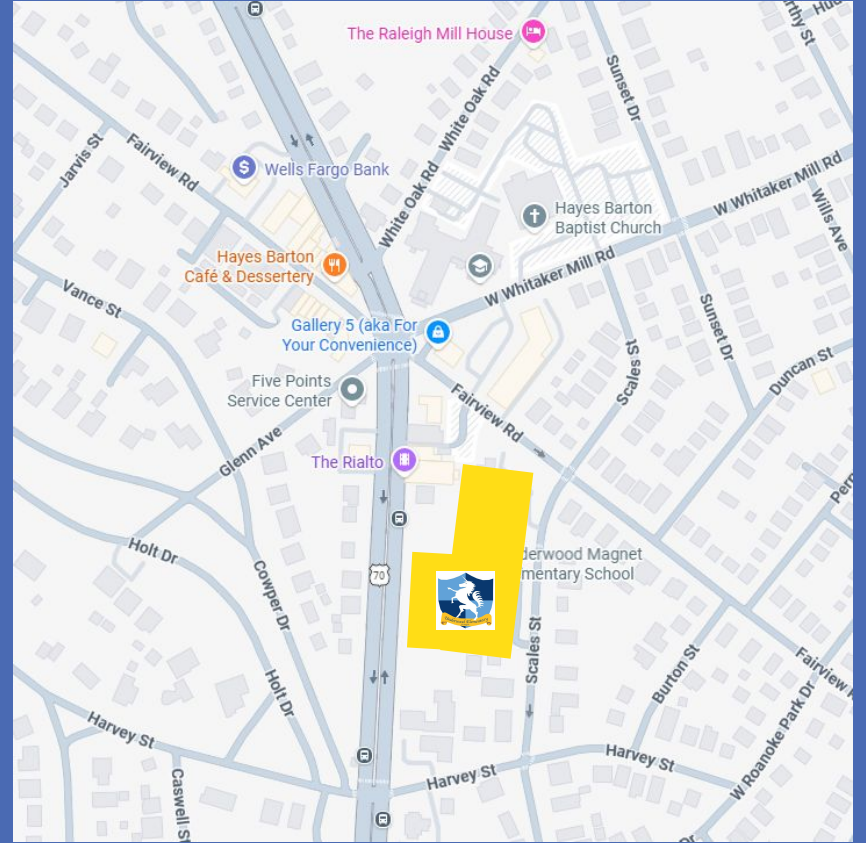 The Raleigh Mill House
White Oak Rd
Sunset Dr
Jarvis St
Fairview Rd
$
Wells Fargo Bank
White Oak Rd
W Whitaker Mill Rd
Wills Ave
Hayes Barton
Baptist Church
Hayes Barton
Café & Dessertery
W Whitaker Mill Rd
Vance St
Gallery 5 (aka For
Your Convenience)
Sunset Dr
Scales St
Duncan St
Five Points
Service Center
Fairview Rd
Glenn Ave
The Rialto
derwood Magnet
mentary School
Holt Dr
Cowper Dr
70
Scales St
Burton St
Fairview
W Roanoke Park Dr
Holt Dr
Harvey St
Harvey St
Harvey St
Caswell St